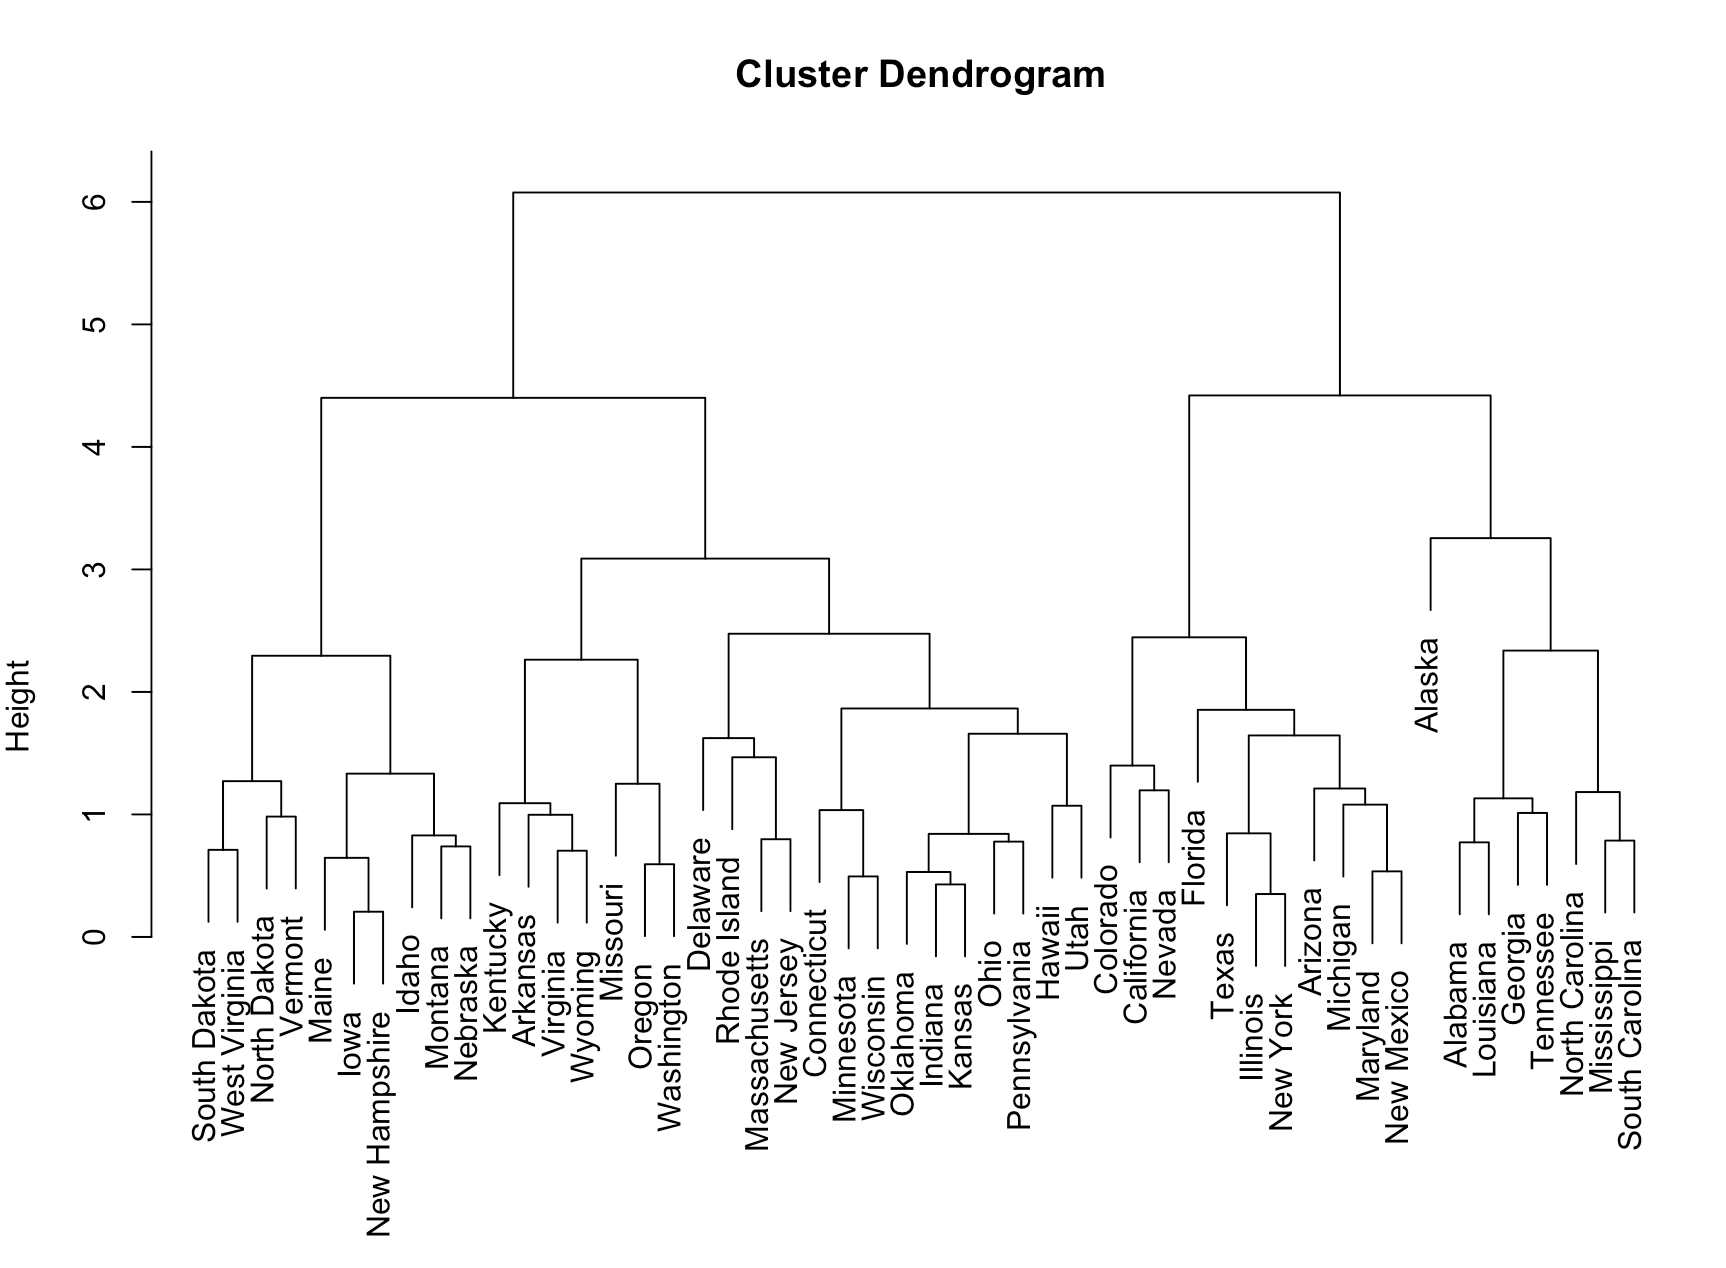 Cluster Dendrogram
Height
6
5
4
3
2
1
0
South Dakota
West Virginia
North Dakota
Vermont
Maine
Iowa
New Hampshire
Idaho
Montana
Nebraska
Kentucky
Arkansas
Virginia
Wyoming
Missouri
Oregon
Washington
Delaware
Rhode Island
Massachusetts
New Jersey
Connecticut
Minnesota
Wisconsin
Oklahoma
Indiana
Kansas
Ohio
Pennsylvania
Hawaii
Utah
Colorado
California
Nevada
Florida
Texas
Illinois
New York
Arizona
Michigan
Maryland
New Mexico
Alaska
Alabama
Louisiana
Georgia
Tennessee
North Carolina
Mississippi
South Carolina